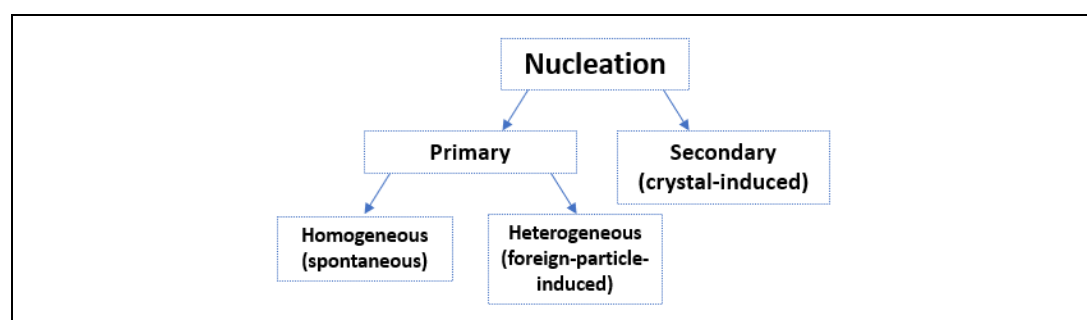 Nucleation
Primary
Secondary
(crystal-induced)
Homogeneous
(spontaneous)
Heterogeneous
(foreign-particle-
induced)